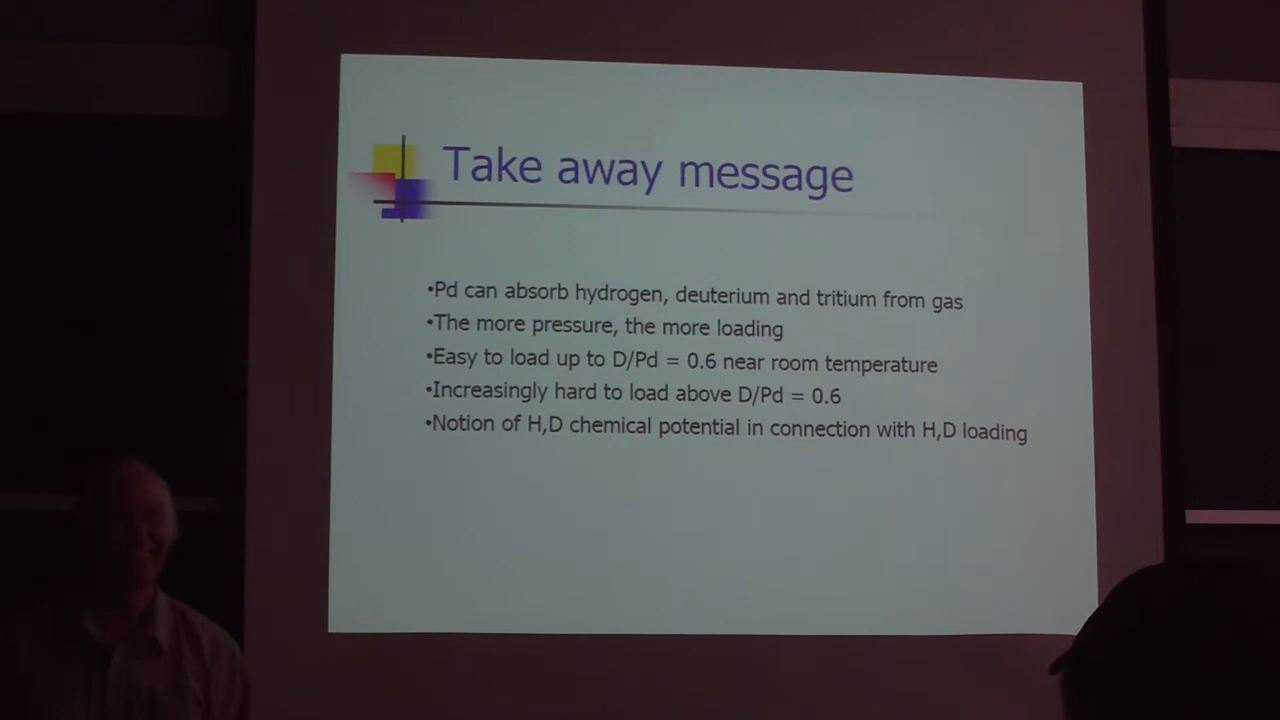 Take away message
•Pd can absorb hydrogen, deuterium and tritium from gas
•The more pressure, the more loading
•Easy to load up to D/Pd = 0.6 near room temperature
•Increasingly hard to load above D/Pd = 0.6
•Notion of H,D chemical potential in connection with H,D loading